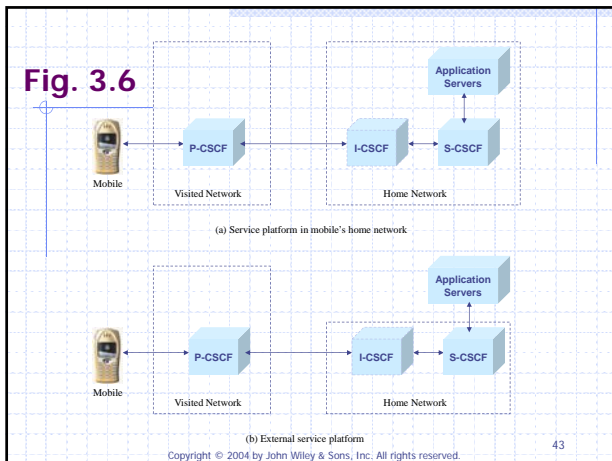 Fig. 3.6
Application
Servers
P-CSCF
I-CSCF
S-CSCF
Mobile
Visited Network
Home Network
(a) Service platform in mobile's home network
Application
Servers
P-CSCF
I-CSCF
S-CSCF
Mobile
Visited Network
Home Network
(b) External service platform
43
Copyright © 2004 by John Wiley & Sons, Inc. All rights reserved.